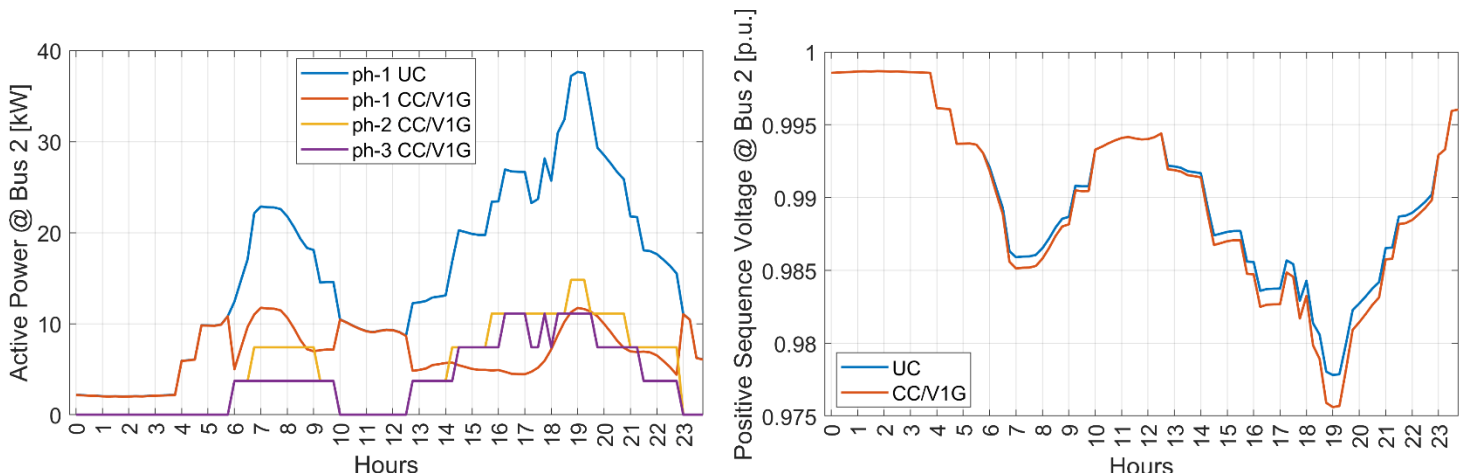 Active Power @ Bus 2 [kW]
40
30
20
10
0
ph-1 UC
ph-1 CC/V1G
ph-2 CC/V1G
ph-3 CC/V1G
0 1 2 3 4 5 6 7 8 9 10 11 12 13 14 15 16 17 18 19 20 21 22 23
Hours
Positive Sequence Voltage @ Bus 2 [p.u.]
1
0.995
0.99
0.985
0.98
0.975
UC
CC/V1G
0 1 2 3 4 5 6 7 8 9 10 11 12 13 14 15 16 17 18 19 20 21 22 23
Hours